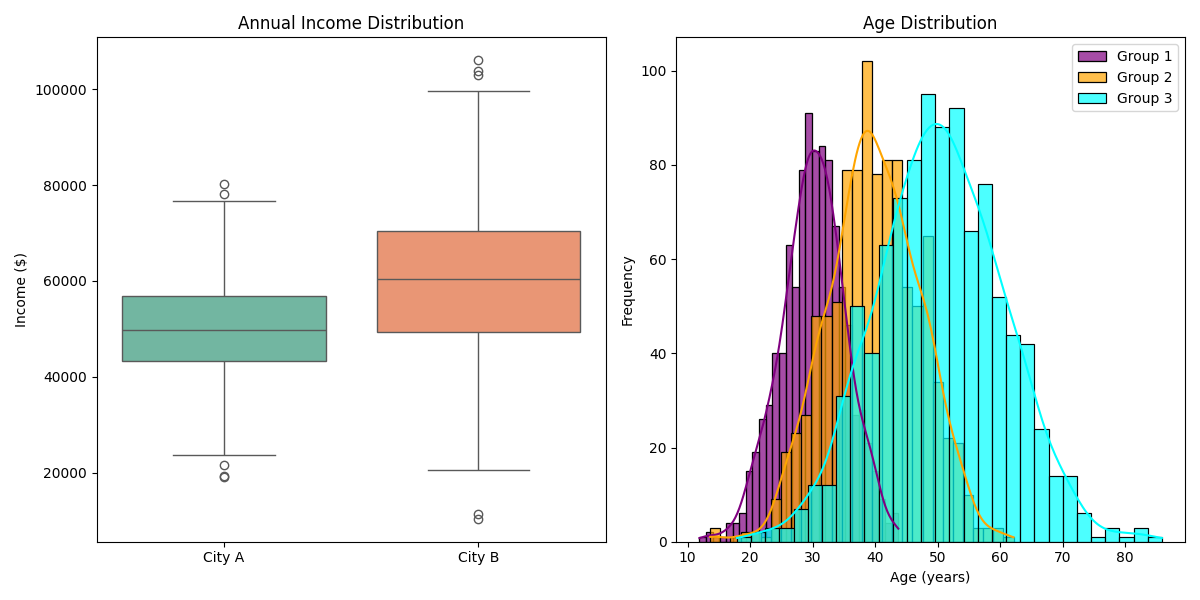 Annual Income Distribution
Income ($)
100000
80000
60000
40000
20000
City A
City B
Age Distribution
Frequency
100
80
60
40
20
0
10
20
30
40
50
60
70
80
Age (years)
Group 1
Group 2
Group 3